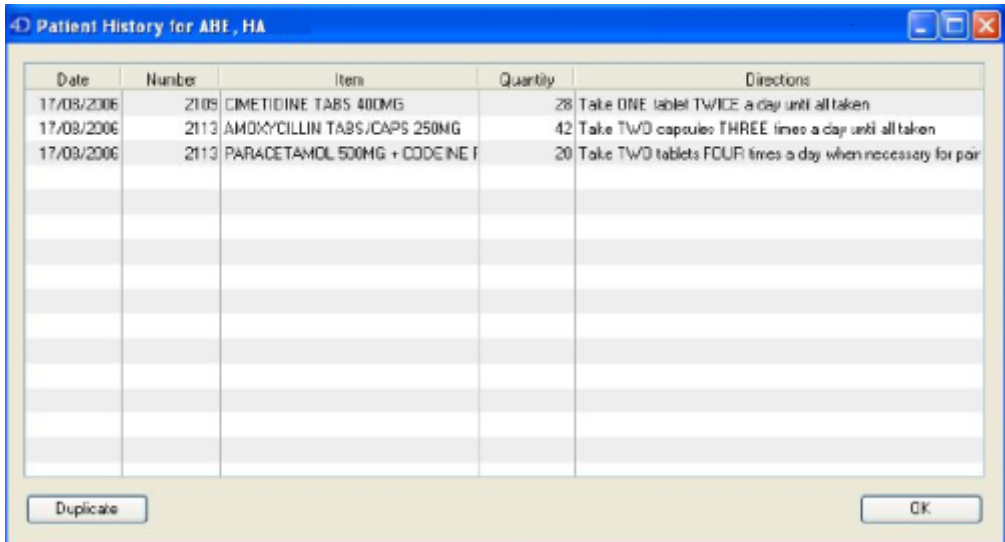 4D Patient History for ABE, HA
Date Number Item Quantity Directions
17/08/2006 2109 CIMETIDINE TABS 400MG 28 Take ONE tablet TWICE a day until all taken
17/08/2006 2113 AMOXYCILLIN TABS/CAPS 250MG 42 Take TWO capsules THREE times a day until all taken
17/08/2006 2113 PARACETAMOL 500MG + CODEINE F 20 Take TWO tablets FOUR times a day when necessary for pain
Duplicate OK